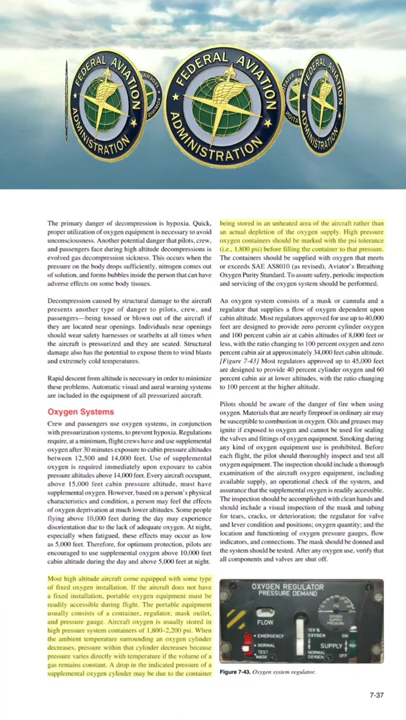 FEDERAL AVIATION
ADMINISTRATION
FEDERAL AVIATION
ADMINISTRATION
FEDERAL AVIATION
ADMINISTRATION
The primary danger of decompression is hypoxia. Quick,
proper utilization of oxygen equipment is necessary to avoid
unconsciousness. Another potential danger that pilots, crew,
and passengers face during high altitude decompressions is
evolved gas decompression sickness. This occurs when the
pressure on the body drops sufficiently, nitrogen comes out
of solution, and forms bubbles inside the person that can have
adverse effects on some body tissues.
Decompression caused by structural damage to the aircraft
presents another type of danger to pilots, crew, and
passengers––being tossed or blown out of the aircraft if
they are located near openings. Individuals near openings
should wear safety harnesses or seatbelts at all times when
the aircraft is pressurized and they are seated. Structural
damage also has the potential to expose them to wind blasts
and extremely cold temperatures.
Rapid descent from altitude is necessary in order to minimize
these problems. Automatic visual and aural warning systems
are included in the equipment of all pressurized aircraft.
Oxygen Systems
Crew and passengers use oxygen systems, in conjunction
with pressurization systems, to prevent hypoxia. Regulations
require, at a minimum, flight crews have and use supplemental
oxygen after 30 minutes exposure to cabin pressure altitudes
between 12,500 and 14,000 feet. Use of supplemental
oxygen is required immediately upon exposure to cabin
pressure altitudes above 14,000 feet. Every aircraft occupant,
above 15,000 feet cabin pressure altitude, must have
supplemental oxygen. However, based on a person's physical
characteristics and condition, a person may feel the effects
of oxygen deprivation at much lower altitudes. Some people
flying above 10,000 feet during the day may experience
disorientation due to the lack of adequate oxygen. At night,
especially when fatigued, these effects may occur as low
as 5,000 feet. Therefore, for optimum protection, pilots are
encouraged to use supplemental oxygen above 10,000 feet
cabin altitude during the day and above 5,000 feet at night.
Most high altitude aircraft come equipped with some type
of fixed oxygen installation. If the aircraft does not have
a fixed installation, portable oxygen equipment must be
readily accessible during flight. The portable equipment
usually consists of a container, regulator, mask outlet,
and pressure gauge. Aircraft oxygen is usually stored in
high pressure system containers of 1,800–2,200 psi. When
the ambient temperature surrounding an oxygen cylinder
decreases, pressure within that cylinder decreases because
pressure varies directly with temperature if the volume of a
gas remains constant. A drop in the indicated pressure of a
supplemental oxygen cylinder may be due to the container
being stored in an unheated area of the aircraft rather than
an actual depletion of the oxygen supply. High pressure
oxygen containers should be marked with the psi tolerance
(i.e., 1,800 psi) before filling the container to that pressure.
The containers should be supplied with oxygen that meets
or exceeds SAE AS8010 (as revised), Aviator's Breathing
Oxygen Purity Standard. To assure safety, periodic inspection
and servicing of the oxygen system should be performed.
An oxygen system consists of a mask or cannula and a
regulator that supplies a flow of oxygen dependent upon
cabin altitude. Most regulators approved for use up to 40,000
feet are designed to provide zero percent cylinder oxygen
and 100 percent cabin air at cabin altitudes of 8,000 feet or
less, with the ratio changing to 100 percent oxygen and zero
percent cabin air at approximately 34,000 feet cabin altitude.
[Figure 7-43] Most regulators approved up to 45,000 feet
are designed to provide 40 percent cylinder oxygen and 60
percent cabin air at lower altitudes, with the ratio changing
to 100 percent at the higher altitude.
Pilots should be aware of the danger of fire when using
oxygen. Materials that are nearly fireproof in ordinary air may
be susceptible to combustion in oxygen. Oils and greases may
ignite if exposed to oxygen and cannot be used for sealing
the valves and fittings of oxygen equipment. Smoking during
any kind of oxygen equipment use is prohibited. Before
each flight, the pilot should thoroughly inspect and test all
oxygen equipment. The inspection should include a thorough
examination of the aircraft oxygen equipment, including
available supply, an operational check of the system, and
assurance that the supplemental oxygen is readily accessible.
The inspection should be accomplished with clean hands and
should include a visual inspection of the mask and tubing
for tears, cracks, or deterioration; the regulator for valve
and lever condition and positions; oxygen quantity; and the
location and functioning of oxygen pressure gauges, flow
indicators, and connections. The mask should be donned and
the system should be tested. After any oxygen use, verify that
all components and valves are shut off.
OXYGEN REGULATOR
PRESSURE DEMAND
FLOW
EMERGENCY
NORMAL
TEST
MASK
100%
OXYGEN
NORMAL
OXYGEN
SUPPLY
ON
OFF
Figure 7-43. Oxygen system regulator.
7-37